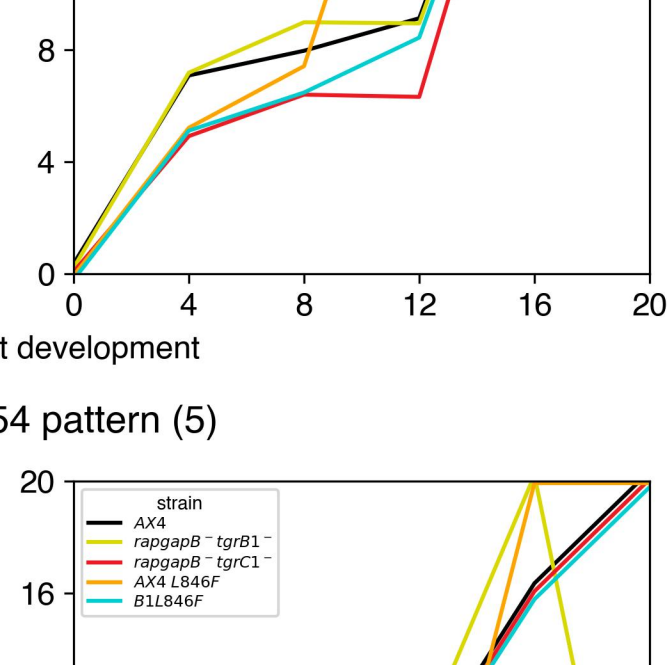 8
4
0
0 4 8 12 16 20
t development
54 pattern (5)
20
strain
AX4
rapgapB⁻tgrB1⁻
rapgapB⁻tgrC1⁻
AX4 L846F
B1L846F
16